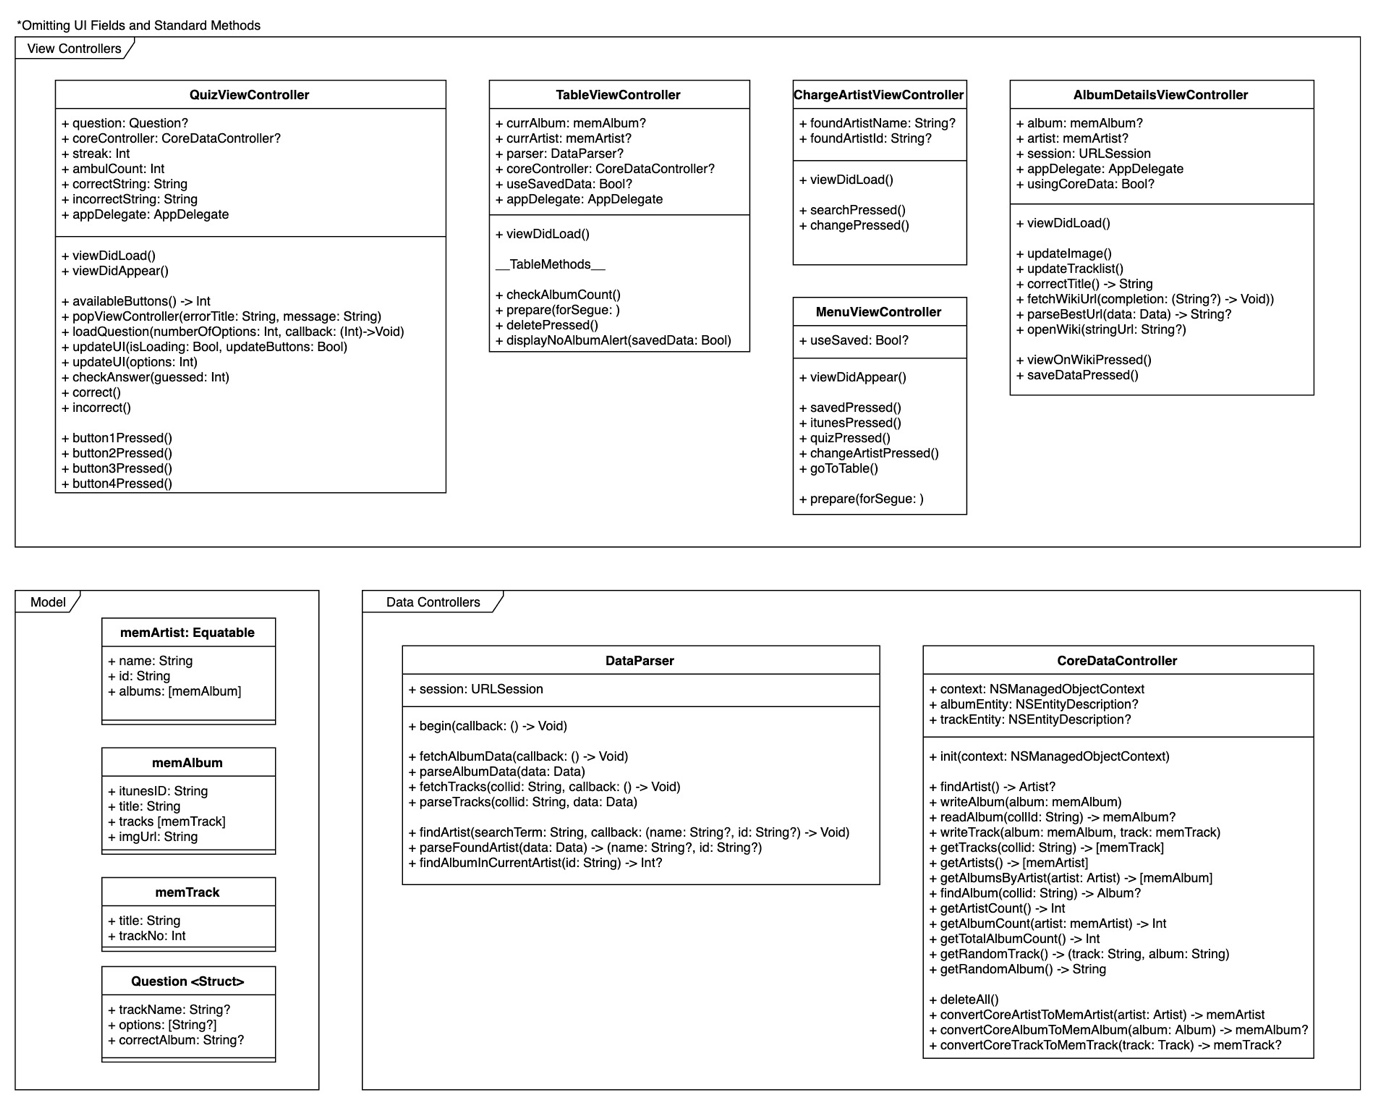 *Omitting UI Fields and Standard Methods
View Controllers
QuizViewController
+ question: Question?
+ coreController: CoreDataController?
+ streak: Int
+ ambulCount: Int
+ correctString: String
+ incorrectString: String
+ appDelegate: AppDelegate
+ viewDidLoad()
+ viewDidAppear()
+ availableButtons() -> Int
+ popViewController(errorTitle: String, message: String)
+ loadQuestion(numberOfOptions: Int, callback: (Int)->Void)
+ updateUI(isLoading: Bool, updateButtons: Bool)
+ updateUI(options: Int)
+ checkAnswer(guessed: Int)
+ correct()
+ incorrect()
+ button1Pressed()
+ button2Pressed()
+ button3Pressed()
+ button4Pressed()
TableViewController
+ currAlbum: memAlbum?
+ currArtist: memArtist?
+ parser: DataParser?
+ coreController: CoreDataController?
+ useSavedData: Bool?
+ appDelegate: AppDelegate
+ viewDidLoad()
__TableMethods__
+ checkAlbumCount()
+ prepare(forSegue: )
+ deletePressed()
+ displayNoAlbumAlert(savedData: Bool)
ChargeArtistViewController
+ foundArtistName: String?
+ foundArtistId: String?
+ viewDidLoad()
+ searchPressed()
+ changePressed()
MenuViewController
+ useSaved: Bool?
+ viewDidAppear()
+ savedPressed()
+ itunesPressed()
+ quizPressed()
+ changeArtistPressed()
+ goToTable()
+ prepare(forSegue: )
AlbumDetailsViewController
+ album: memAlbum?
+ artist: memArtist?
+ session: URLSession
+ appDelegate: AppDelegate
+ usingCoreData: Bool?
+ viewDidLoad()
+ updateImage()
+ updateTracklist()
+ correctTitle() -> String
+ fetchWikiUrl(completion: (String?) -> Void))
+ parseBestUrl(data: Data) -> String?
+ openWiki(stringUrl: String?)
+ viewOnWikiPressed()
+ saveDataPressed()
Model
memArtist: Equatable
+ name: String
+ id: String
+ albums: [memAlbum]
memAlbum
+ itunesID: String
+ title: String
+ tracks [memTrack]
+ imgUrl: String
memTrack
+ title: String
+ trackNo: Int
Question <Struct>
+ trackName: String?
+ options: [String?]
+ correctAlbum: String?
Data Controllers
DataParser
+ session: URLSession
+ begin(callback: () -> Void)
+ fetchAlbumData(callback: () -> Void)
+ parseAlbumData(data: Data)
+ fetchTracks(collid: String, callback: () -> Void)
+ parseTracks(collid: String, data: Data)
+ findArtist(searchTerm: String, callback: (name: String?, id: String?) -> Void)
+ parseFoundArtist(data: Data) -> (name: String?, id: String?)
+ findAlbumInCurrentArtist(id: String) -> Int?
CoreDataController
+ context: NSManagedObjectContext
+ albumEntity: NSEntityDescription?
+ trackEntity: NSEntityDescription?
+ init(context: NSManagedObjectContext)
+ findArtist() -> Artist?
+ writeAlbum(album: memAlbum)
+ readAlbum(collId: String) -> memAlbum?
+ writeTrack(album: memAlbum, track: memTrack)
+ getTracks(collid: String) -> [memTrack]
+ getArtists() -> [memArtist]
+ getAlbumsByArtist(artist: Artist) -> [memAlbum]
+ findAlbum(collid: String) -> Album?
+ getArtistCount() -> Int
+ getAlbumCount(artist: memArtist) -> Int
+ getTotalAlbumCount() -> Int
+ getRandomTrack() -> (track: String, album: String)
+ getRandomAlbum() -> String
+ deleteAll()
+ convertCoreArtistToMemArtist(artist: Artist) -> memArtist
+ convertCoreAlbumToMemAlbum(album: Album) -> memAlbum?
+ convertCoreTrackToMemTrack(track: Track) -> memTrack?